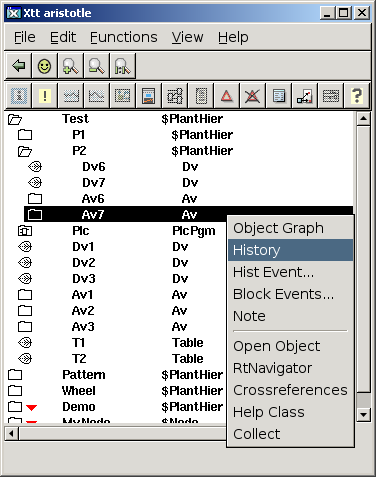 Xtt aristotle
File Edit Functions View Help
Test $PlantHier
P1 $PlantHier
P2 $PlantHier
Dv6 Dv
Dv7 Dv
Av6 Av
Av7 Av
Plc PlcPgm
Dv1 Dv
Dv2 Dv
Dv3 Dv
Av1 Av
Av2 Av
Av3 Av
T1 Table
T2 Table
Pattern $PlantHier
Wheel $PlantHier
Demo $PlantHier
MyNode $Node
Object Graph
History
Hist Event...
Block Events...
Note
Open Object
RtNavigator
Crossreferences
Help Class
Collect